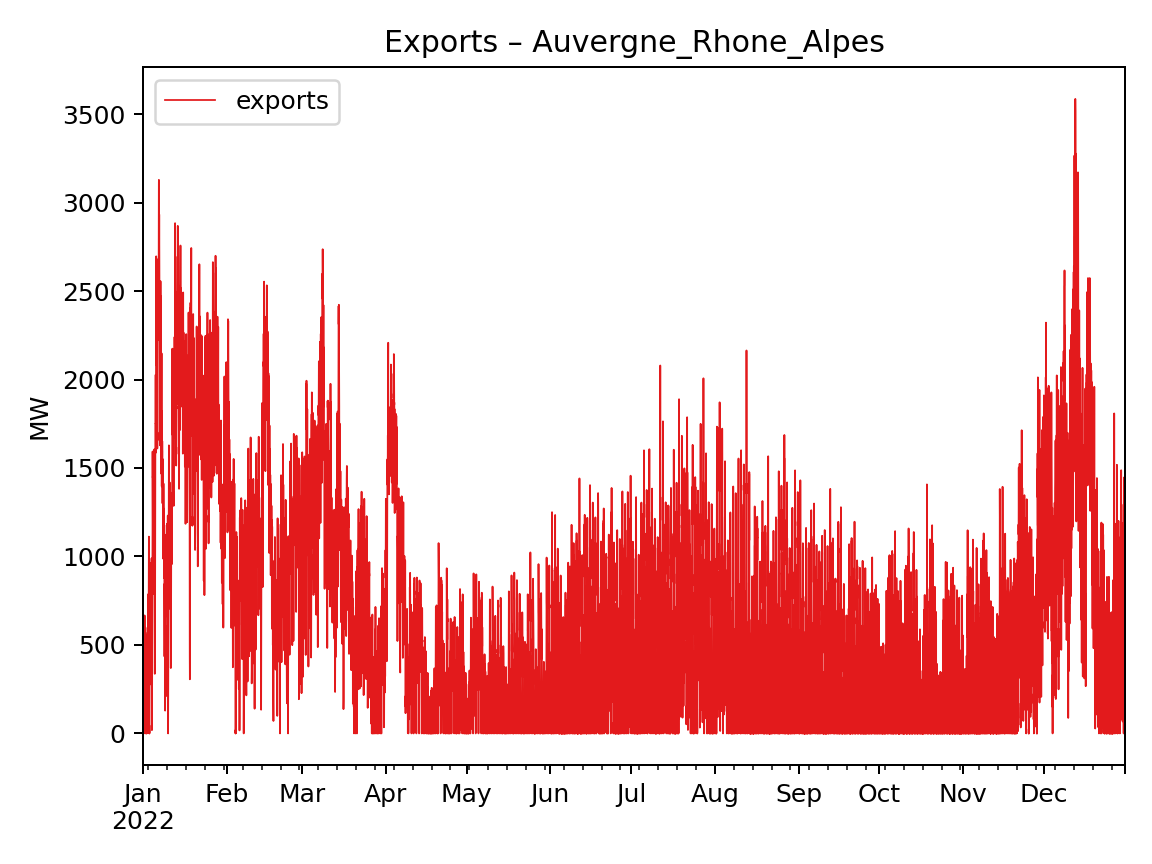 Exports – Auvergne_Rhone_Alpes
exports
MW
3500
3000
2500
2000
1500
1000
500
0
Jan Feb Mar Apr May Jun Jul Aug Sep Oct Nov Dec
2022